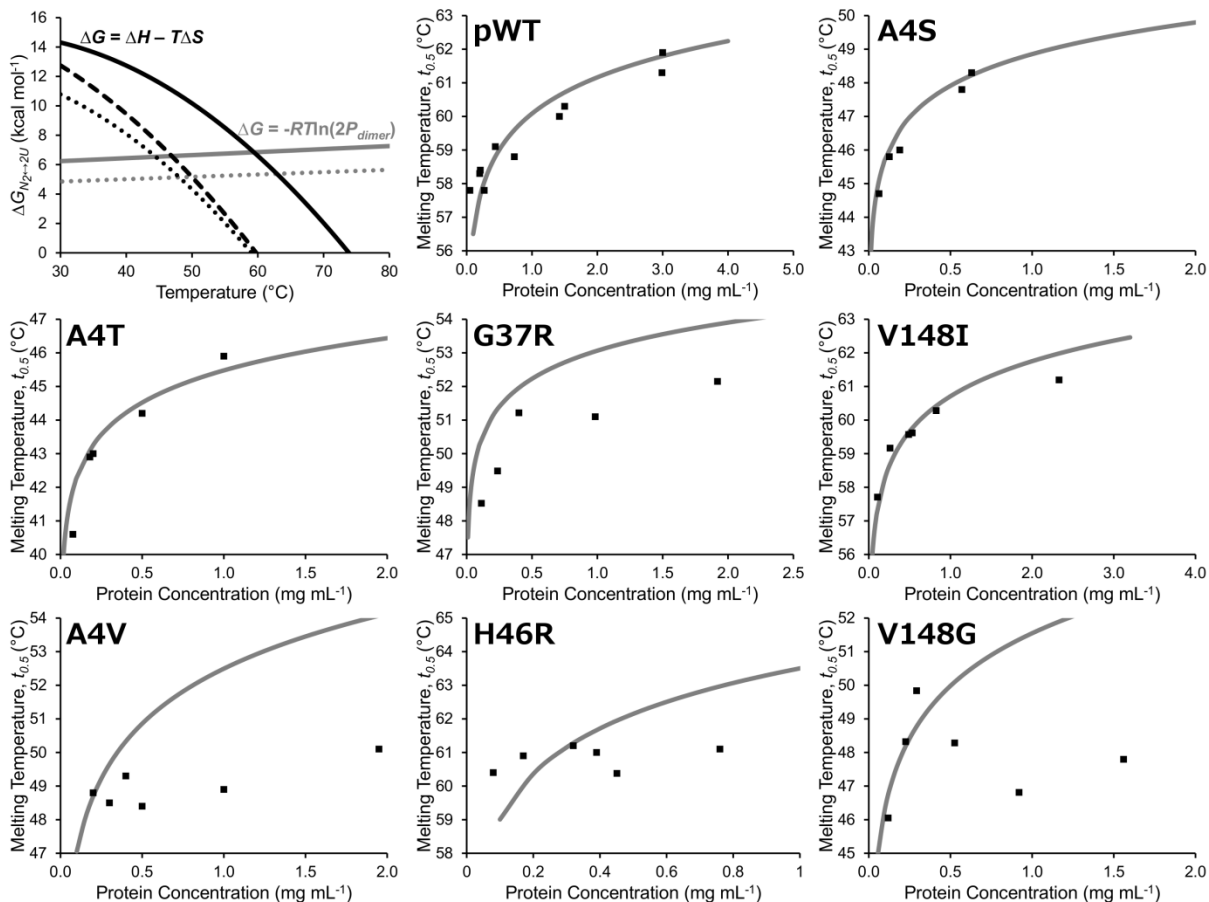 ΔG = ΔH – TΔS
ΔG = -RTln(2P_dimer)
ΔG_N₂↔2U (kcal mol⁻¹)
16
14
12
10
8
6
4
2
0
30 40 50 60 70 80
Temperature (°C)
pWT
Melting Temperature, t₀.₅ (°C)
63
62
61
60
59
58
57
56
0.0 1.0 2.0 3.0 4.0 5.0
Protein Concentration (mg mL⁻¹)
A4S
Melting Temperature, t₀.₅ (°C)
50
49
48
47
46
45
44
43
0.0 0.5 1.0 1.5 2.0
Protein Concentration (mg mL⁻¹)
A4T
Melting Temperature, t₀.₅ (°C)
47
46
45
44
43
42
41
40
0.0 0.5 1.0 1.5 2.0
Protein Concentration (mg mL⁻¹)
G37R
Melting Temperature, t₀.₅ (°C)
54
53
52
51
50
49
48
47
0.0 0.5 1.0 1.5 2.0 2.5
Protein Concentration (mg mL⁻¹)
V148I
Melting Temperature, t₀.₅ (°C)
63
62
61
60
59
58
57
56
0.0 1.0 2.0 3.0 4.0
Protein Concentration (mg mL⁻¹)
A4V
Melting Temperature, t₀.₅ (°C)
54
53
52
51
50
49
48
47
0.0 0.5 1.0 1.5 2.0
Protein Concentration (mg mL⁻¹)
H46R
Melting Temperature, t₀.₅ (°C)
65
64
63
62
61
60
59
58
0 0.2 0.4 0.6 0.8 1
Protein Concentration (mg mL⁻¹)
V148G
Melting Temperature, t₀.₅ (°C)
52
51
50
49
48
47
46
45
0.0 0.5 1.0 1.5 2.0
Protein Concentration (mg mL⁻¹)